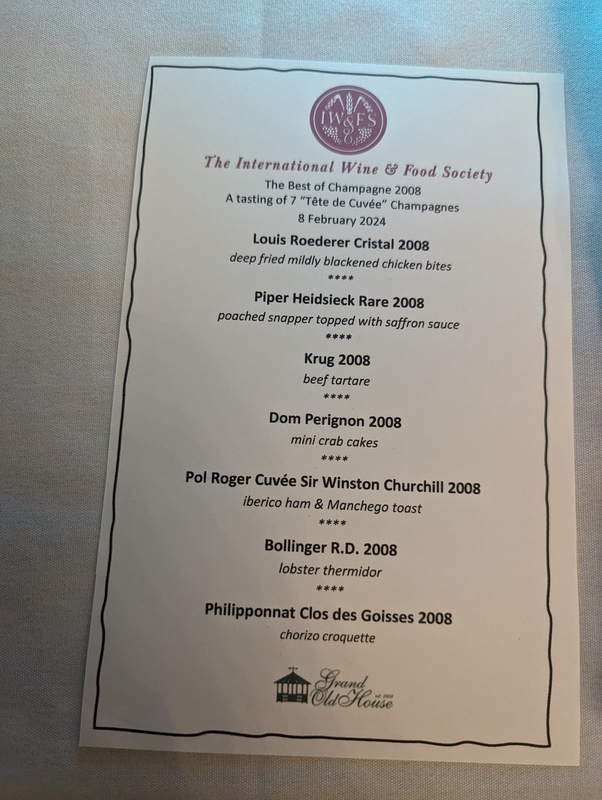 IW&FS
The International Wine & Food Society
The Best of Champagne 2008
A tasting of 7 "Tête de Cuvée" Champagnes
8 February 2024
Louis Roederer Cristal 2008
deep fried mildly blackened chicken bites
****
Piper Heidsieck Rare 2008
poached snapper topped with saffron sauce
****
Krug 2008
beef tartare
****
Dom Perignon 2008
mini crab cakes
****
Pol Roger Cuvée Sir Winston Churchill 2008
iberico ham & Manchego toast
****
Bollinger R.D. 2008
lobster thermidor
****
Philipponnat Clos des Goisses 2008
chorizo croquette
Grand
Old House